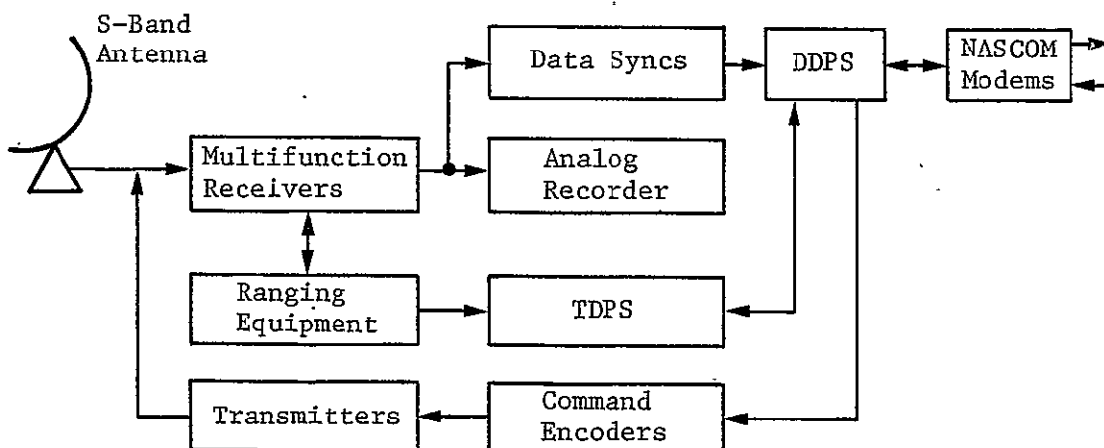 S-Band
Antenna
Data Syncs
DDPS
NASCOM
Modems
Multifunction
Receivers
Analog
Recorder
Ranging
Equipment
TDPS
Transmitters
Command
Encoders